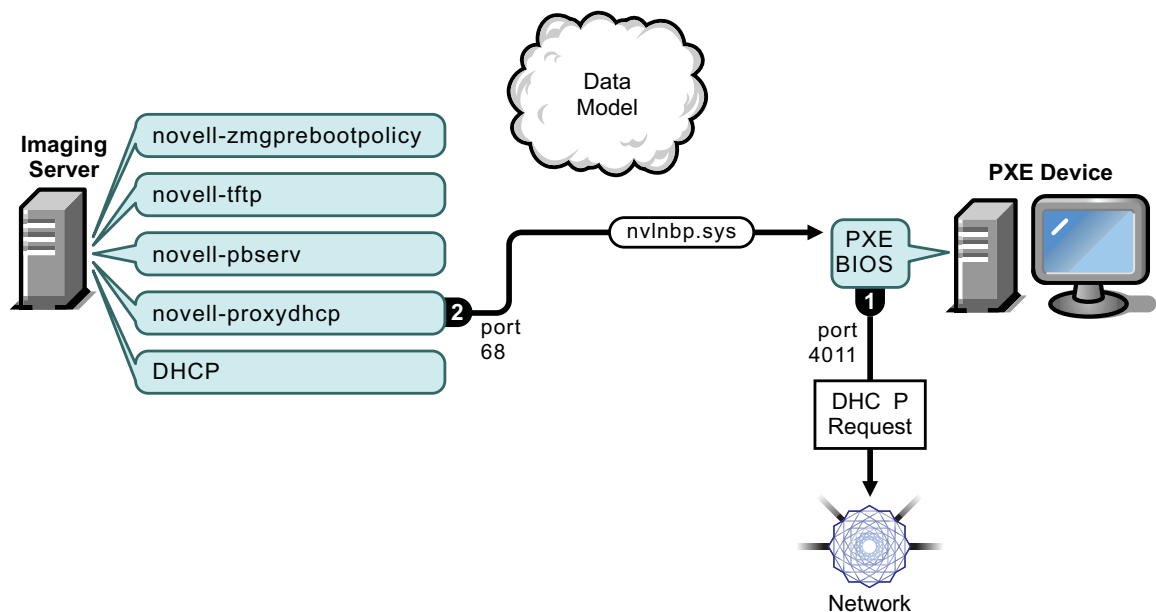 Data
Model
Imaging
Server
novell-zmgprebootpolicy
novell-tftp
novell-pbserv
novell-proxydhcp
DHCP
2
port
68
nvlnbp.sys
PXE
BIOS
PXE Device
1
port
4011
DHC P
Request
Network